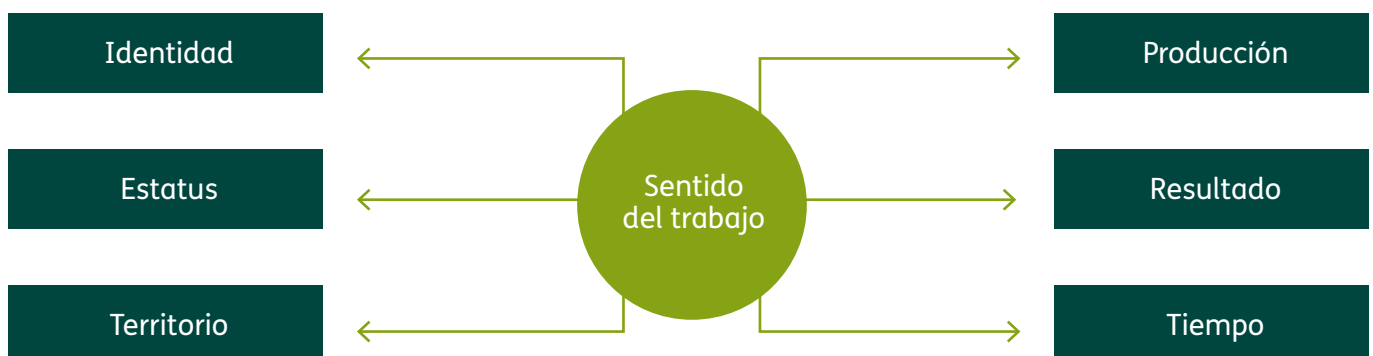 Identidad
Producción
Estatus
Sentido
del trabajo
Resultado
Territorio
Tiempo